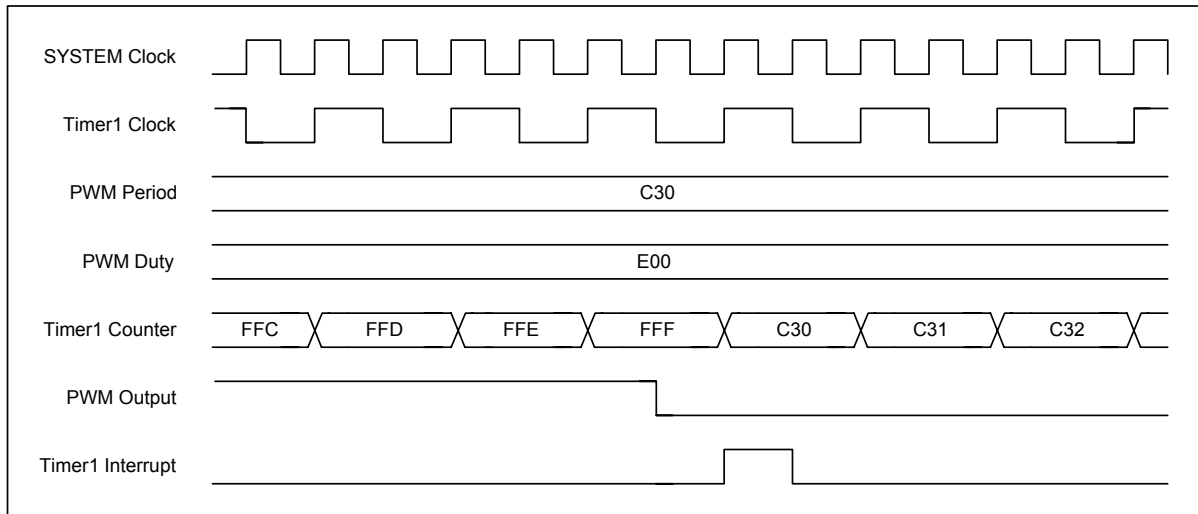 SYSTEM Clock
Timer1 Clock
PWM Period
C30
PWM Duty
E00
Timer1 Counter
FFC FFD FFE FFF C30 C31 C32
PWM Output
Timer1 Interrupt